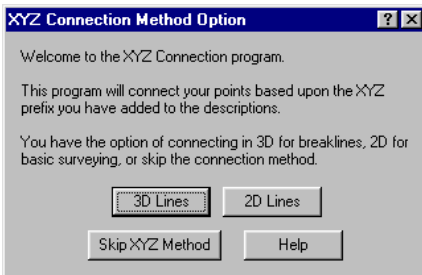 XYZ Connection Method Option
? X
Welcome to the XYZ Connection program.
This program will connect your points based upon the XYZ
prefix you have added to the descriptions.
You have the option of connecting in 3D for breaklines, 2D for
basic surveying, or skip the connection method.
3D Lines 2D Lines
Skip XYZ Method Help